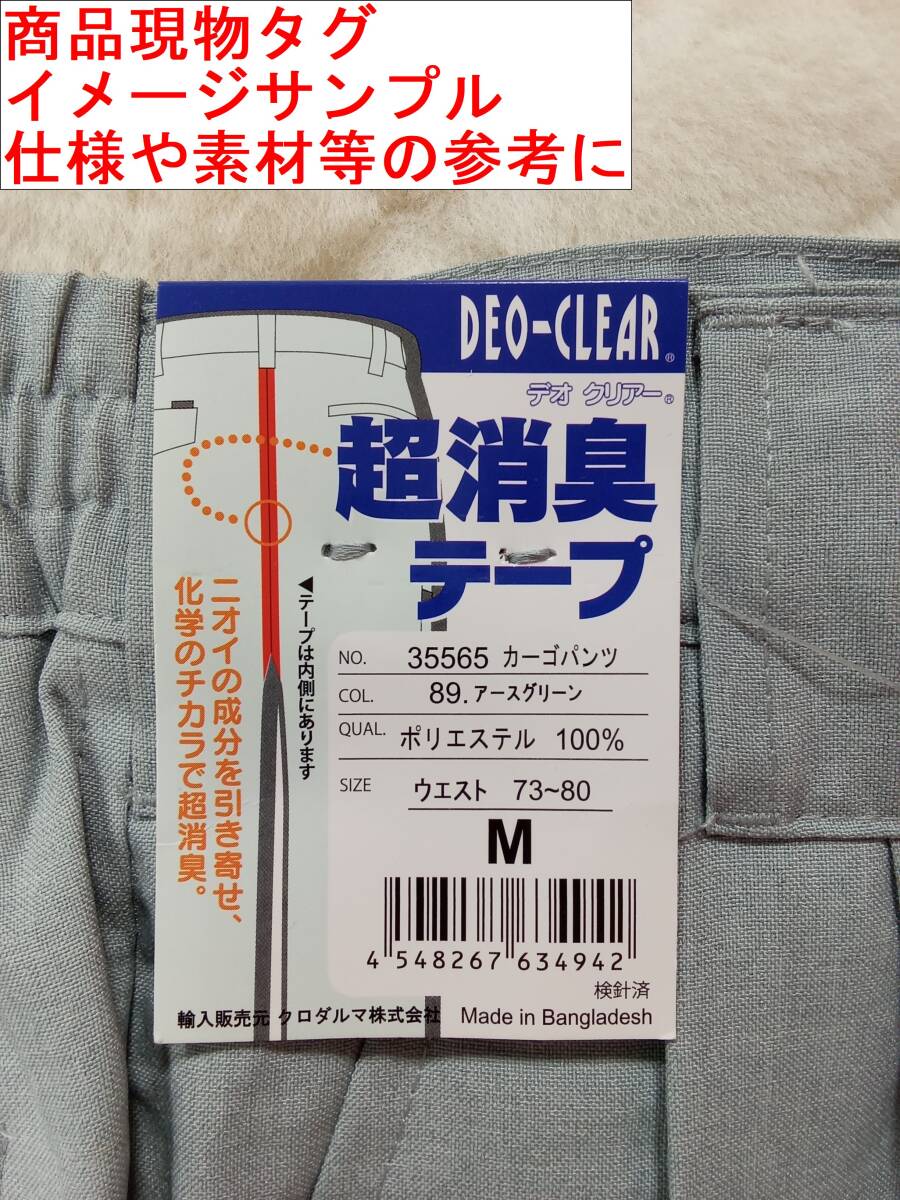 商品現物タグ
イメージサンプル
仕様や素材等の参考に
DEO-CLEAR®
デオ クリアー®
超消臭
テープ
◀テープは内側にあります
ニオイの成分を引き寄せ、
化学のチカラで超消臭。
NO. 35565 カーゴパンツ
COL. 89.アースグリーン
QUAL. ポリエステル 100%
SIZE ウエスト 73~80
M
4 548267 634942
検針済
輸入販売元 クロダルマ株式会社 Made in Bangladesh